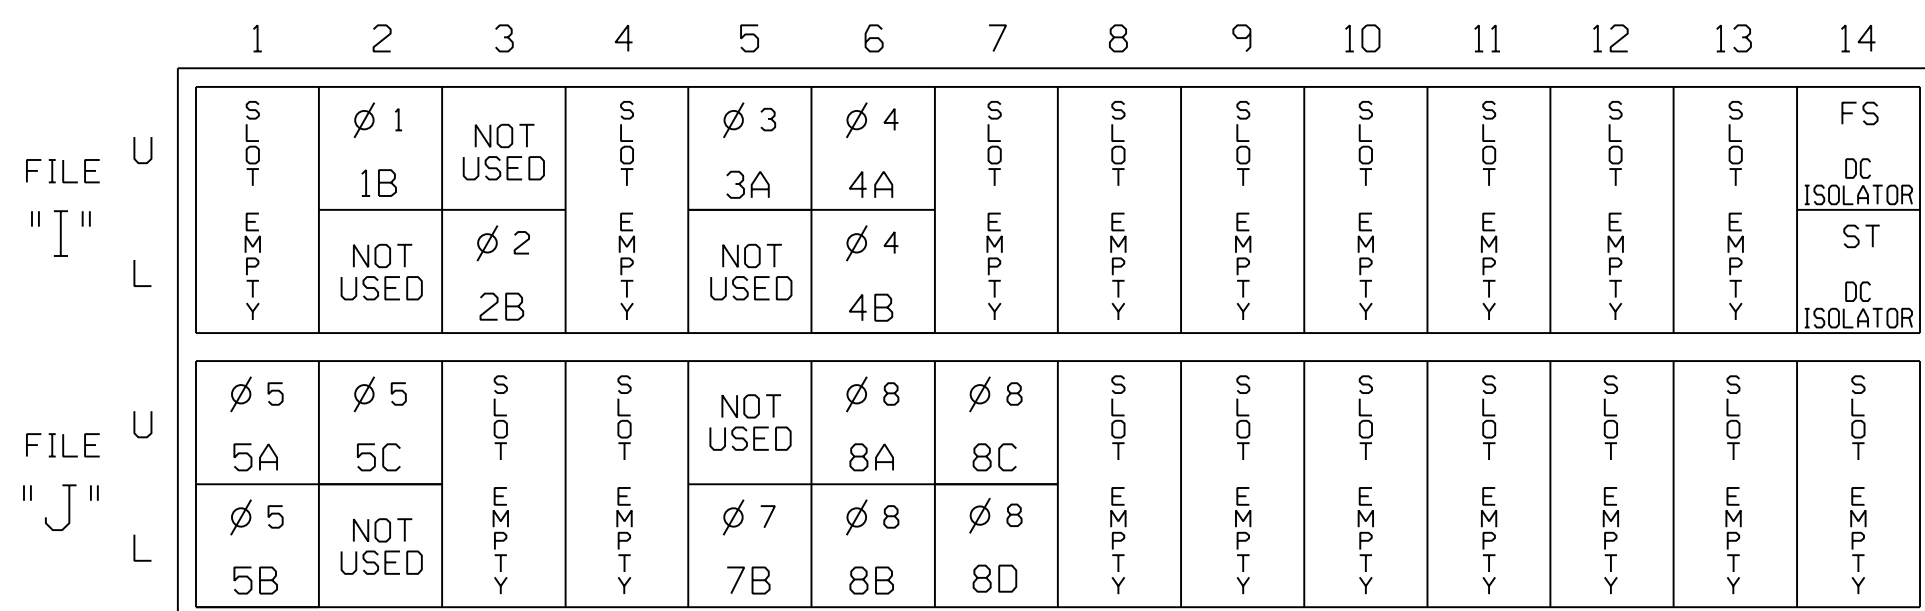 1 2 3 4 5 6 7 8 9 10 11 12 13 14
FILE "I"
U
L
SLOT EMPTY
Ø 1
1B
NOT USED
NOT USED
Ø 2
2B
SLOT EMPTY
Ø 3
3A
NOT USED
Ø 4
4A
Ø 4
4B
SLOT EMPTY
SLOT EMPTY
SLOT EMPTY
SLOT EMPTY
SLOT EMPTY
SLOT EMPTY
SLOT EMPTY
FS
DC
ISOLATOR
ST
DC
ISOLATOR
FILE "J"
U
L
Ø 5
5A
Ø 5
5B
Ø 5
5C
NOT USED
SLOT EMPTY
SLOT EMPTY
NOT USED
Ø 7
7B
Ø 8
8A
Ø 8
8B
Ø 8
8C
Ø 8
8D
SLOT EMPTY
SLOT EMPTY
SLOT EMPTY
SLOT EMPTY
SLOT EMPTY
SLOT EMPTY
SLOT EMPTY